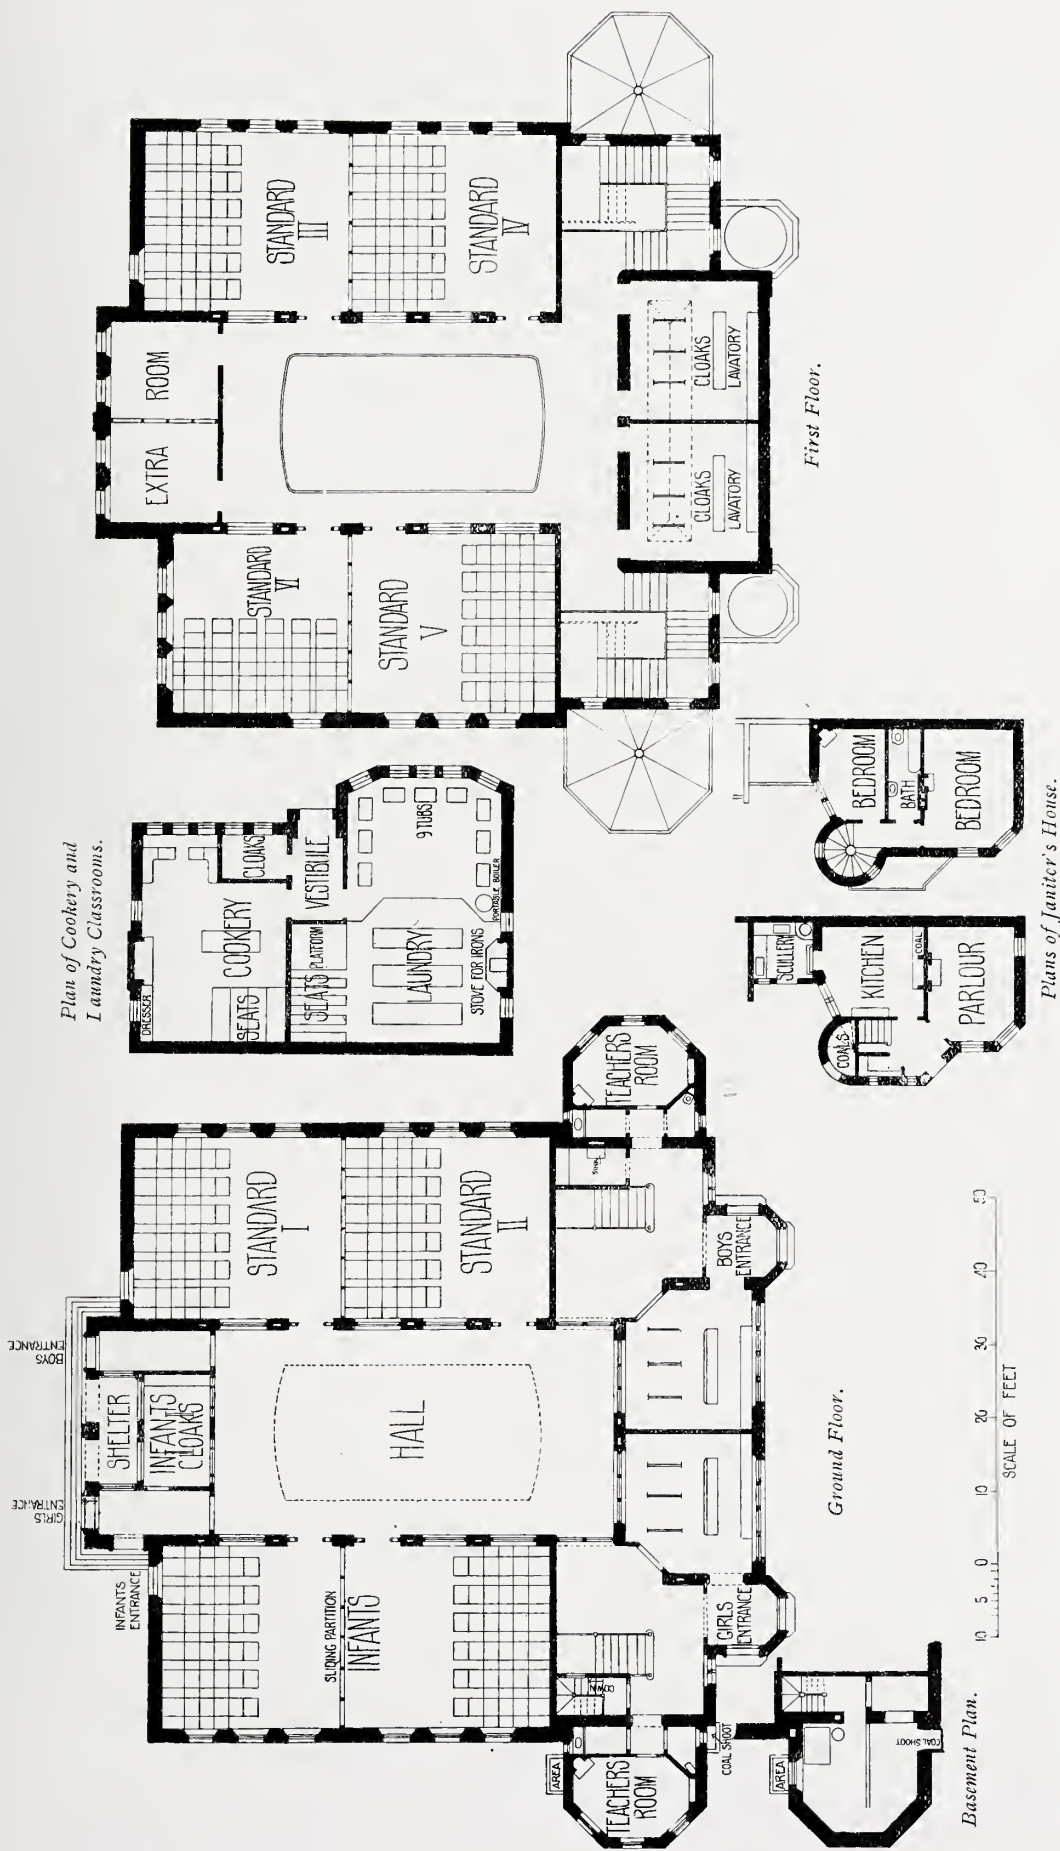 Plan of Cookery and
Laundry Classrooms.
DRESSER
COOKERY
SEATS
CLOAKS
VESTIBULE
SEATS
PLATFORM
LAUNDRY
9 TUBS
PORTABLE BOILER
STOVE FOR IRONS
STANDARD
III
STANDARD
IV
EXTRA
ROOM
STANDARD
VI
STANDARD
V
CLOAKS
LAVATORY
CLOAKS
LAVATORY
First Floor.
BEDROOM
BATH
BEDROOM
SCULLERY
KITCHEN
COAL
COALS
PARLOUR
Plans of Janitor's House.
BOYS
ENTRANCE
GIRLS
ENTRANCE
INFANTS
ENTRANCE
SHELTER
INFANTS
CLOAKS
STANDARD
I
STANDARD
II
HALL
SLIDING PARTITION
INFANTS
TEACHERS
ROOM
SINK
BOYS
ENTRANCE
GIRLS
ENTRANCE
DOWN
AREA
TEACHERS
ROOM
COAL SHOOT
Ground Floor.
AREA
COAL SHOOT
Basement Plan.
10 5 0 10 20 30 40 50
SCALE OF FEET